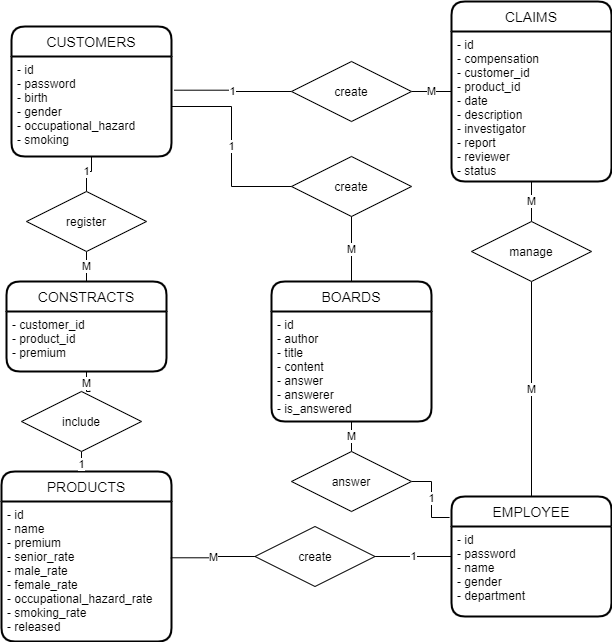 CUSTOMERS
- id
- password
- birth
- gender
- occupational_hazard
- smoking
1
create
M
CLAIMS
- id
- compensation
- customer_id
- product_id
- date
- description
- investigator
- report
- reviewer
- status
1
create
M
1
register
M
M
manage
M
CONSTRACTS
- customer_id
- product_id
- premium
BOARDS
- id
- author
- title
- content
- answer
- answerer
- is_answered
M
include
1
M
answer
1
PRODUCTS
- id
- name
- premium
- senior_rate
- male_rate
- female_rate
- occupational_hazard_rate
- smoking_rate
- released
M
create
1
EMPLOYEE
- id
- password
- name
- gender
- department